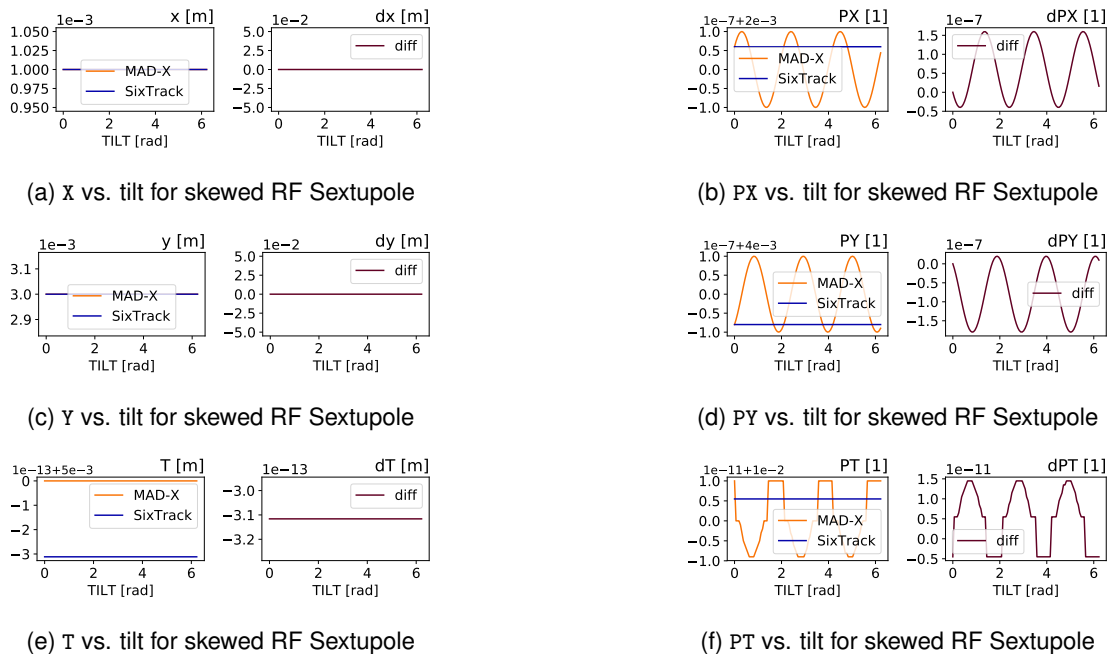 1e−3 x [m]
1.050
1.025
1.000
0.975
0.950
MAD-X
SixTrack
0 2 4 6
TILT [rad]
1e−2 dx [m]
5.0
2.5
0.0
−2.5
−5.0
diff
0 2 4 6
TILT [rad]
(a) X vs. tilt for skewed RF Sextupole
1e−7+2e−3 PX [1]
1.0
0.5
0.0
−0.5
−1.0
MAD-X
SixTrack
0 2 4 6
TILT [rad]
1e−7 dPX [1]
1.5
1.0
0.5
0.0
−0.5
diff
0 2 4 6
TILT [rad]
(b) PX vs. tilt for skewed RF Sextupole
1e−3 y [m]
3.1
3.0
2.9
MAD-X
SixTrack
0 2 4 6
TILT [rad]
1e−2 dy [m]
5.0
2.5
0.0
−2.5
−5.0
diff
0 2 4 6
TILT [rad]
(c) Y vs. tilt for skewed RF Sextupole
1e−7+4e−3 PY [1]
1.0
0.5
0.0
−0.5
−1.0
MAD-X
SixTrack
0 2 4 6
TILT [rad]
1e−7 dPY [1]
0.0
−0.5
−1.0
−1.5
diff
0 2 4 6
TILT [rad]
(d) PY vs. tilt for skewed RF Sextupole
1e−13+5e−3 T [m]
0
−1
−2
−3
MAD-X
SixTrack
0 2 4 6
TILT [rad]
1e−13 dT [m]
−3.0
−3.1
−3.2
diff
0 2 4 6
TILT [rad]
(e) T vs. tilt for skewed RF Sextupole
1e−11+1e−2 PT [1]
1.0
0.5
0.0
−0.5
−1.0
MAD-X
SixTrack
0 2 4 6
TILT [rad]
1e−11 dPT [1]
1.5
1.0
0.5
0.0
−0.5
diff
0 2 4 6
TILT [rad]
(f) PT vs. tilt for skewed RF Sextupole